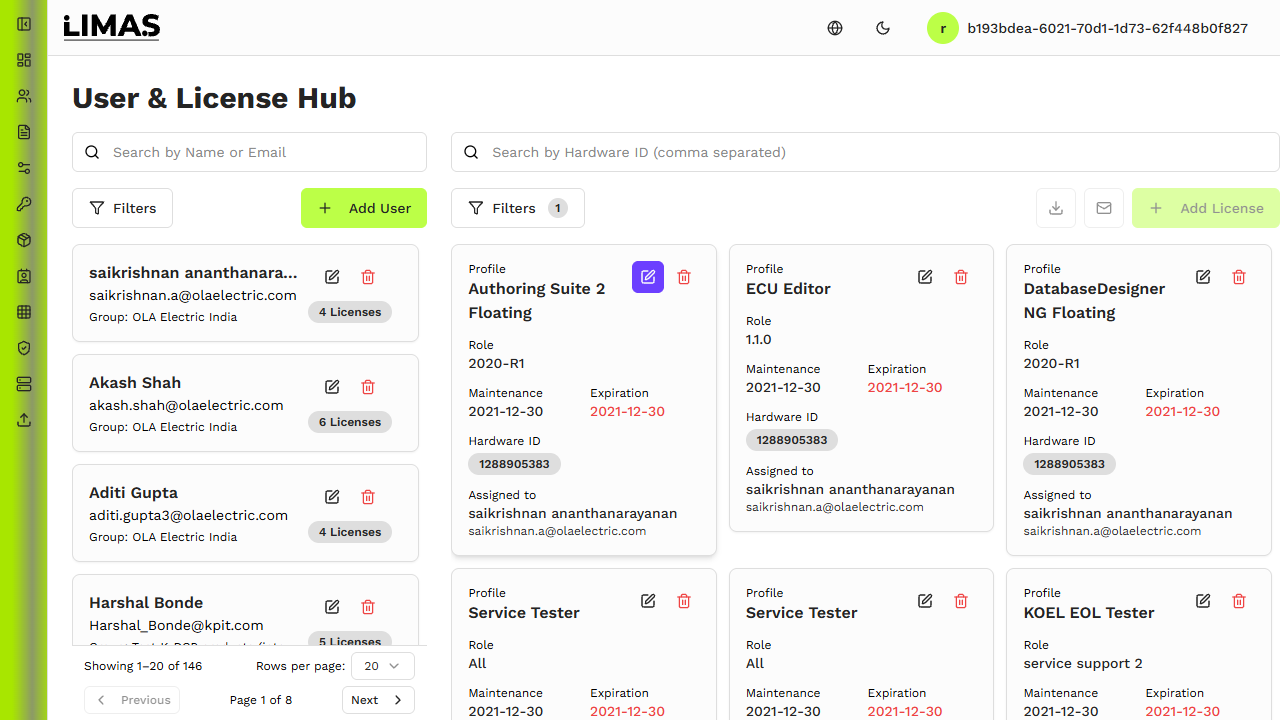 LIMAS
r
b193bdea-6021-70d1-1d73-62f448b0f827
User & License Hub
Search by Name or Email
Search by Hardware ID (comma separated)
Filters
Add User
Filters 1
Add License
saikrishnan ananthanara...
saikrishnan.a@olaelectric.com
Group: OLA Electric India
4 Licenses
Akash Shah
akash.shah@olaelectric.com
Group: OLA Electric India
6 Licenses
Aditi Gupta
aditi.gupta3@olaelectric.com
Group: OLA Electric India
4 Licenses
Harshal Bonde
Harshal_Bonde@kpit.com
5 Licenses
Showing 1–20 of 146
Rows per page: 20
Previous
Page 1 of 8
Next
Profile
Authoring Suite 2
Floating
Role
2020-R1
Maintenance Expiration
2021-12-30 2021-12-30
Hardware ID
1288905383
Assigned to
saikrishnan ananthanarayanan
saikrishnan.a@olaelectric.com
Profile
ECU Editor
Role
1.1.0
Maintenance Expiration
2021-12-30 2021-12-30
Hardware ID
1288905383
Assigned to
saikrishnan ananthanarayanan
saikrishnan.a@olaelectric.com
Profile
DatabaseDesigner
NG Floating
Role
2020-R1
Maintenance Expiration
2021-12-30 2021-12-30
Hardware ID
1288905383
Assigned to
saikrishnan ananthanarayanan
saikrishnan.a@olaelectric.com
Profile
Service Tester
Role
All
Maintenance Expiration
2021-12-30 2021-12-30
Profile
Service Tester
Role
All
Maintenance Expiration
2021-12-30 2021-12-30
Profile
KOEL EOL Tester
Role
service support 2
Maintenance Expiration
2021-12-30 2021-12-30